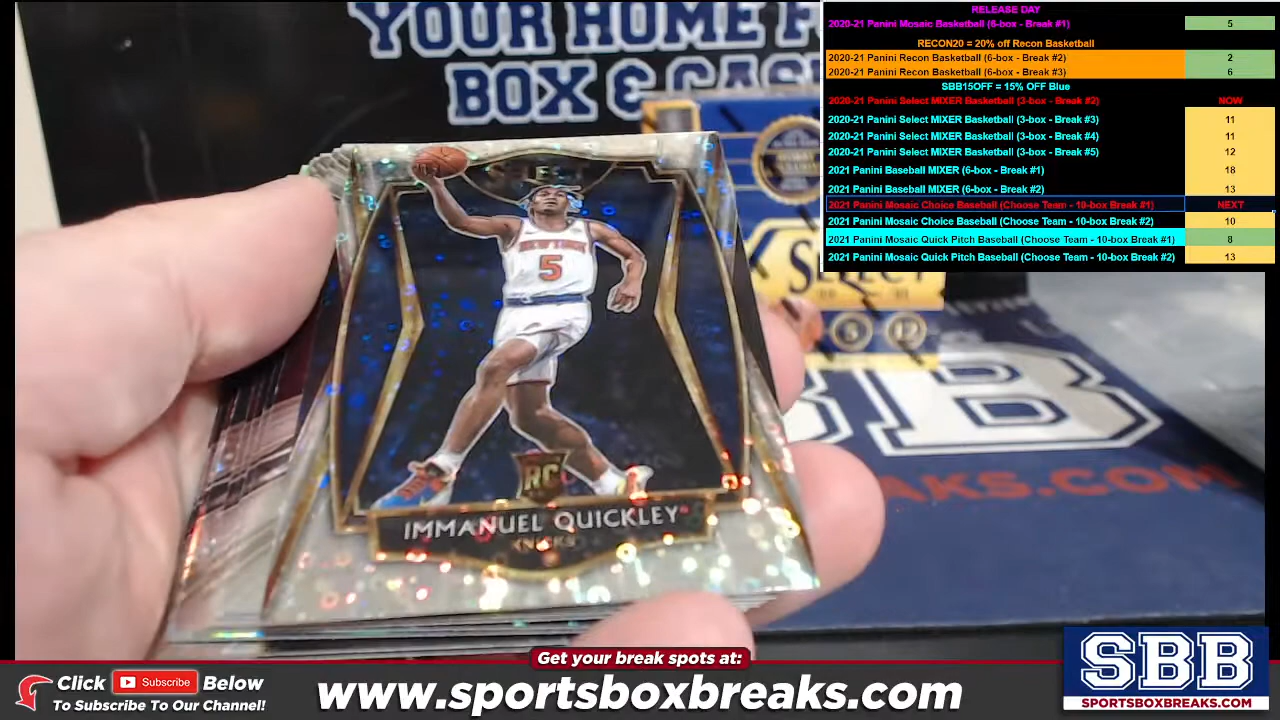 YOUR HOME F
BOX & CAS
RELEASE DAY
2020-21 Panini Mosaic Basketball (6-box - Break #1) 5
RECON20 = 20% off Recon Basketball
2020-21 Panini Recon Basketball (6-box - Break #2) 2
2020-21 Panini Recon Basketball (6-box - Break #3) 6
SBB15OFF = 15% OFF Blue
2020-21 Panini Select MIXER Basketball (3-box - Break #2) NOW
2020-21 Panini Select MIXER Basketball (3-box - Break #3) 11
2020-21 Panini Select MIXER Basketball (3-box - Break #4) 11
2020-21 Panini Select MIXER Basketball (3-box - Break #5) 12
2021 Panini Baseball MIXER (6-box - Break #1) 18
2021 Panini Baseball MIXER (6-box - Break #2) 13
2021 Panini Mosaic Choice Baseball (Choose Team - 10-box Break #1) NEXT
2021 Panini Mosaic Choice Baseball (Choose Team - 10-box Break #2) 10
2021 Panini Mosaic Quick Pitch Baseball (Choose Team - 10-box Break #1) 8
2021 Panini Mosaic Quick Pitch Baseball (Choose Team - 10-box Break #2) 13
NEW YORK
5
SELECT
5 12
RC
IMMANUEL QUICKLEY
KNICKS
BB
AKS.COM
Get your break spots at:
Click Subscribe Below
To Subscribe To Our Channel!
www.sportsboxbreaks.com
SBB
SPORTSBOXBREAKS.COM